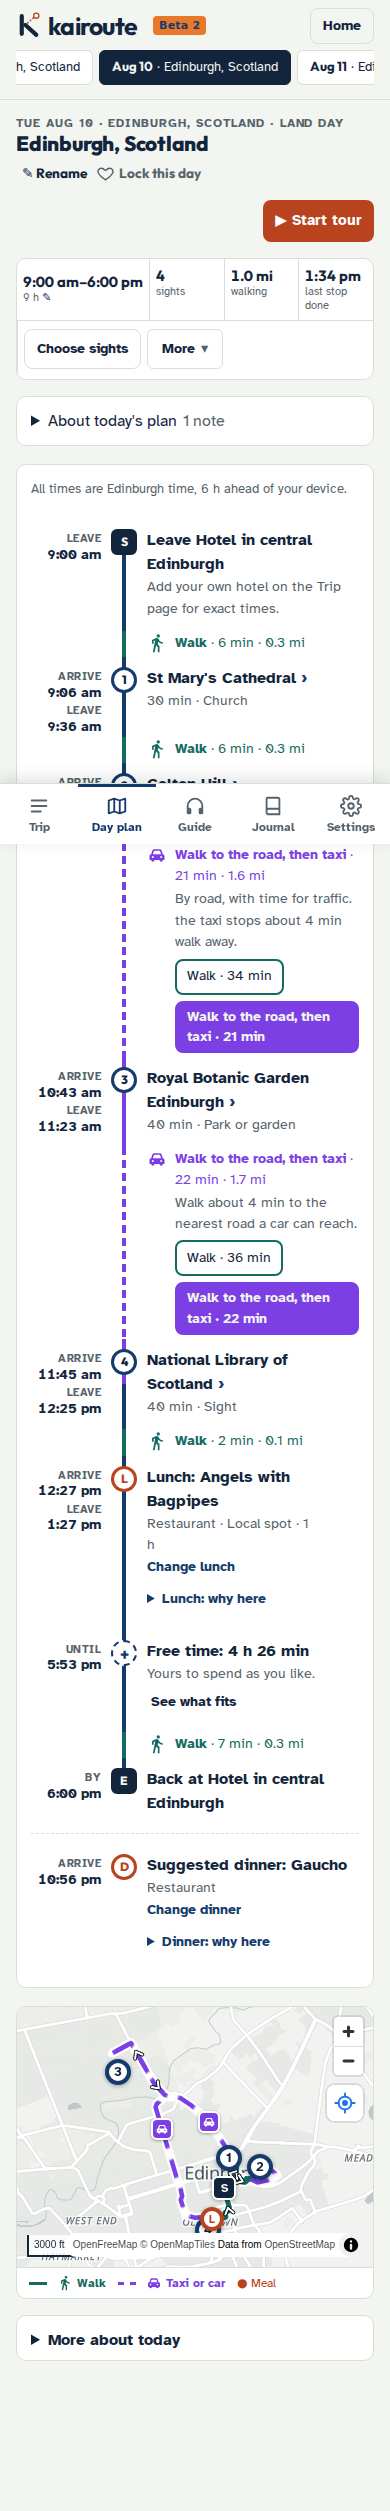 kairoute Beta 2 Home
h, Scotland Aug 10 · Edinburgh, Scotland Aug 11 · Edi
TUE AUG 10 · EDINBURGH, SCOTLAND · LAND DAY
Edinburgh, Scotland
✎ Rename ♡ Lock this day
▶ Start tour
9:00 am–6:00 pm
9 h ✎
4
sights
1.0 mi
walking
1:34 pm
last stop
done
Choose sights More ▾
▶ About today's plan 1 note
All times are Edinburgh time, 6 h ahead of your device.
LEAVE
9:00 am
S
Leave Hotel in central
Edinburgh
Add your own hotel on the Trip
page for exact times.
Walk · 6 min · 0.3 mi
ARRIVE
9:06 am
LEAVE
9:36 am
1
St Mary's Cathedral ›
30 min · Church
Walk · 6 min · 0.3 mi
ARRIVE
Calton Hill ›
Trip Day plan Guide Journal Settings
Walk to the road, then taxi ·
21 min · 1.6 mi
By road, with time for traffic.
the taxi stops about 4 min
walk away.
Walk · 34 min
Walk to the road, then
taxi · 21 min
ARRIVE
10:43 am
LEAVE
11:23 am
3
Royal Botanic Garden
Edinburgh ›
40 min · Park or garden
Walk to the road, then taxi ·
22 min · 1.7 mi
Walk about 4 min to the
nearest road a car can reach.
Walk · 36 min
Walk to the road, then
taxi · 22 min
ARRIVE
11:45 am
LEAVE
12:25 pm
4
National Library of
Scotland ›
40 min · Sight
Walk · 2 min · 0.1 mi
ARRIVE
12:27 pm
LEAVE
1:27 pm
L
Lunch: Angels with
Bagpipes
Restaurant · Local spot · 1
h
Change lunch
▶ Lunch: why here
UNTIL
5:53 pm
+
Free time: 4 h 26 min
Yours to spend as you like.
See what fits
Walk · 7 min · 0.3 mi
BY
6:00 pm
E
Back at Hotel in central
Edinburgh
ARRIVE
10:56 pm
D
Suggested dinner: Gaucho
Restaurant
Change dinner
▶ Dinner: why here
+
−
3
1
2
MEAD
S
WEST END
L
3000 ft OpenFreeMap © OpenMapTiles Data from OpenStreetMap
Walk Taxi or car Meal
▶ More about today